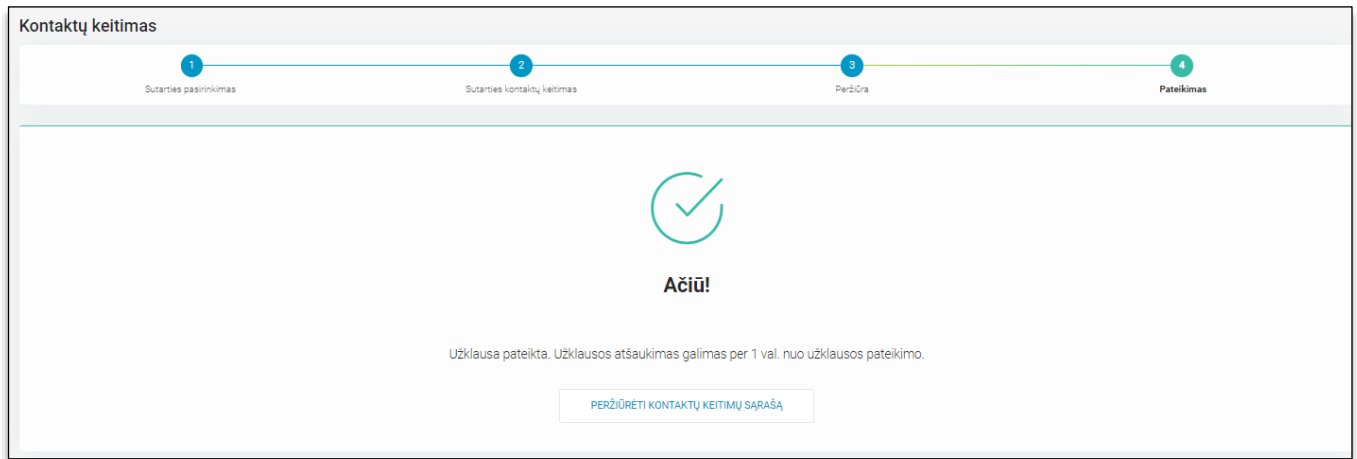 Kontaktų keitimas
1 2 3 4
Sutarties pasirinkimas Sutarties kontaktų keitimas Peržiūra Pateikimas
Ačiū!
Užklausa pateikta. Užklausos atšaukimas galimas per 1 val. nuo užklausos pateikimo.
PERŽIŪRĖTI KONTAKTŲ KEITIMŲ SĄRAŠĄ